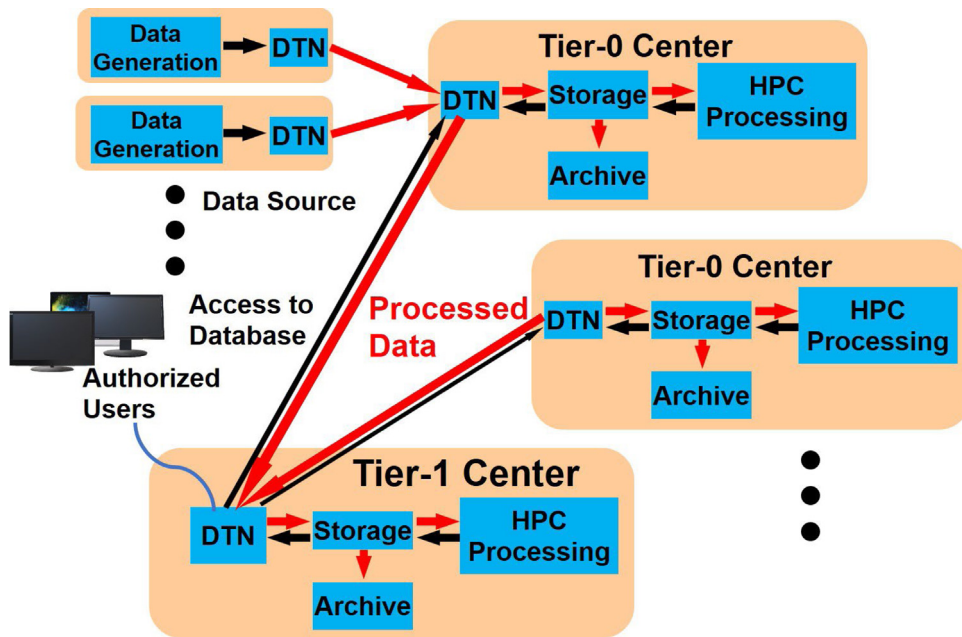 Data
Generation
DTN
Data
Generation
DTN
Data Source
Tier-0 Center
DTN
Storage
HPC
Processing
Archive
Tier-0 Center
DTN
Storage
HPC
Processing
Archive
Access to
Database
Processed
Data
Authorized
Users
Tier-1 Center
DTN
Storage
HPC
Processing
Archive